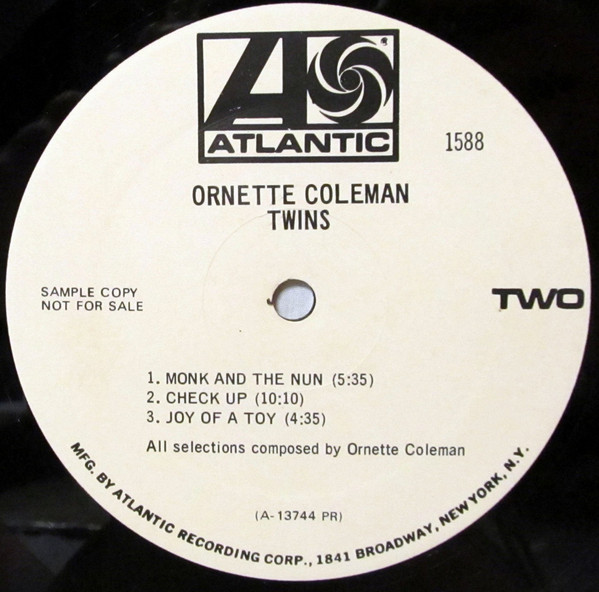 ATLANTIC
1588
ORNETTE COLEMAN
TWINS
SAMPLE COPY
NOT FOR SALE
TWO
1. MONK AND THE NUN (5:35)
2. CHECK UP (10:10)
3. JOY OF A TOY (4:35)
All selections composed by Ornette Coleman
(A-13744 PR)
MFG. BY ATLANTIC RECORDING CORP., 1841 BROADWAY, NEW YORK, N.Y.